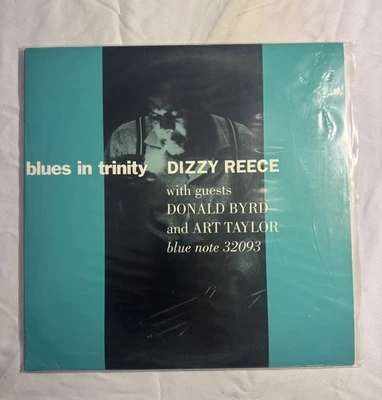 blues in trinity DIZZY REECE
with guests
DONALD BYRD
and ART TAYLOR
blue note 32093